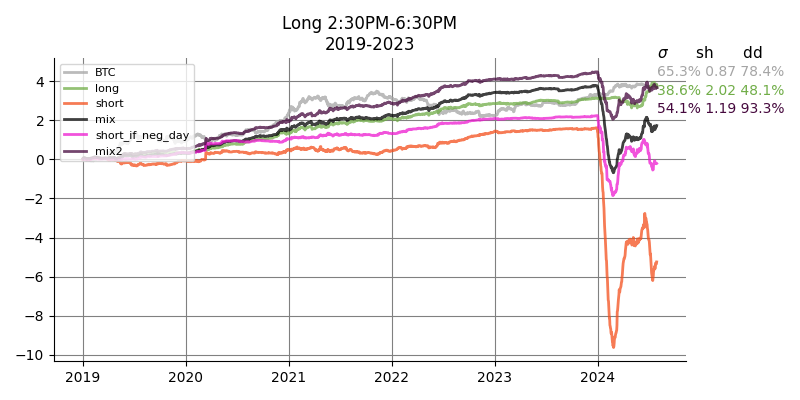 Long 2:30PM-6:30PM
2019-2023
σ sh dd
65.3% 0.87 78.4%
38.6% 2.02 48.1%
54.1% 1.19 93.3%
BTC
long
short
mix
short_if_neg_day
mix2
4
2
0
−2
−4
−6
−8
−10
2019 2020 2021 2022 2023 2024